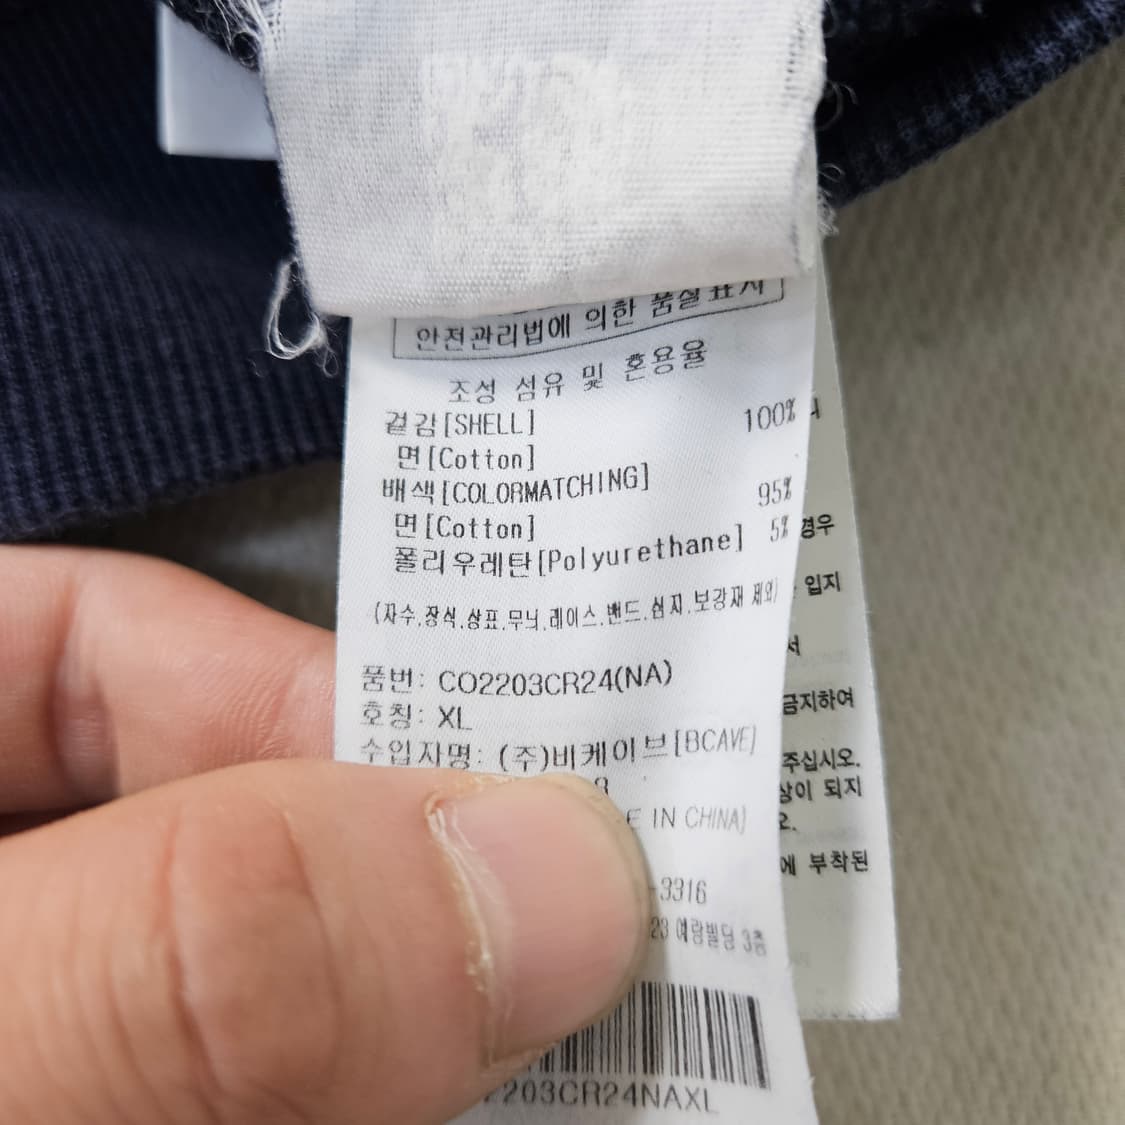 안전관리법에 의한 품질표시
조성 섬유 및 혼용율
겉감[SHELL]
면[Cotton] 100%
배색[COLORMATCHING]
면[Cotton] 95%
폴리우레탄[Polyurethane] 5%
(자수.장식.상표.무늬.레이스.밴드.심지.보강재 제외)
품번: CO2203CR24(NA)
호칭: XL
수입자명: (주)비케이브[BCAVE]
IN CHINA]
-3316
23 여랑빌딩 3층
2203CR24NAXL
경우
입지
서
금지하여
주십시오.
상이 되지
오.
에 부착된